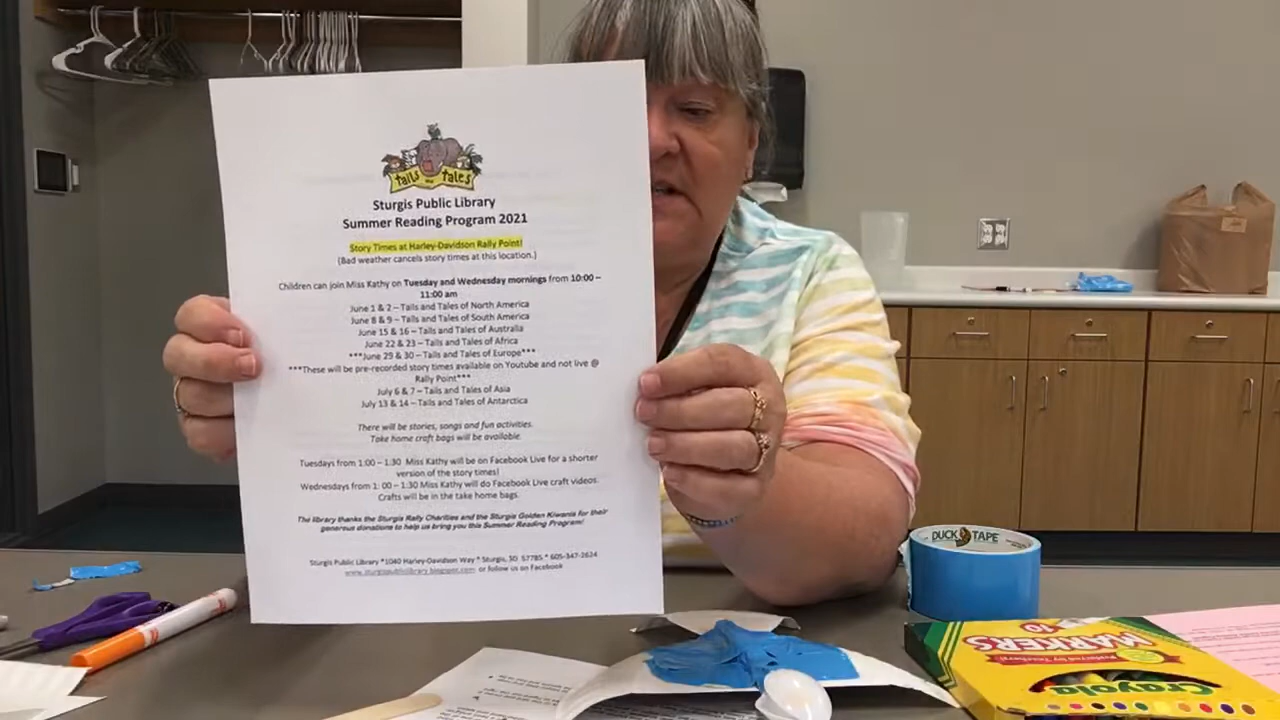 tails and tales
Sturgis Public Library
Summer Reading Program 2021
Story Times at Harley-Davidson Rally Point!
(Bad weather cancels story times at this location.)
Children can join Miss Kathy on Tuesday and Wednesday mornings from 10:00 –
11:00 am
June 1 & 2 – Tails and Tales of North America
June 8 & 9 – Tails and Tales of South America
June 15 & 16 – Tails and Tales of Australia
June 22 & 23 – Tails and Tales of Africa
***June 29 & 30 – Tails and Tales of Europe***
***These will be pre-recorded story times available on Youtube and not live @
Rally Point***
July 6 & 7 – Tails and Tales of Asia
July 13 & 14 – Tails and Tales of Antarctica
There will be stories, songs and fun activities.
Take home craft bags will be available.
Tuesdays from 1:00 – 1:30 Miss Kathy will be on Facebook Live for a shorter
version of the story times!
Wednesdays from 1: 00 – 1:30 Miss Kathy will do Facebook Live craft videos.
Crafts will be in the take home bags.
The library thanks the Sturgis Rally Charities and the Sturgis Golden Kiwanis for their
generous donations to help us bring you this Summer Reading Program!
Sturgis Public Library * 1040 Harley-Davidson Way * Sturgis, SD 57785 * 605-347-2624
www.sturgispubliclibrary.blogspot.com or follow us on Facebook
DUCK TAPE
10
MARKERS
Crayola